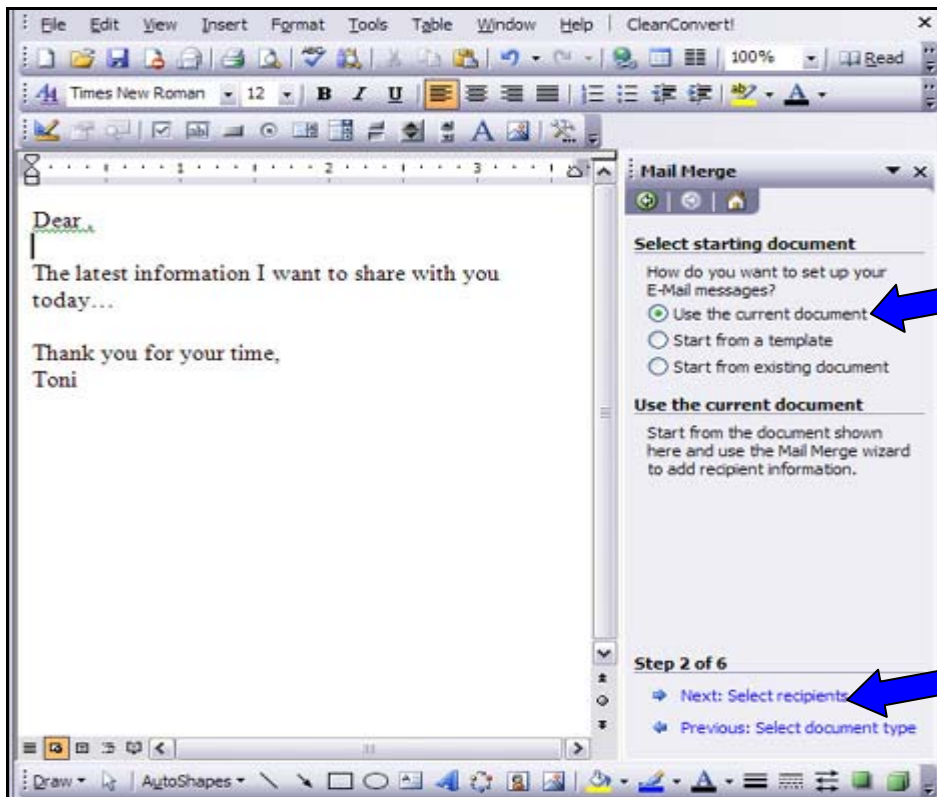 File Edit View Insert Format Tools Table Window Help CleanConvert!
100% Read
Times New Roman 12 B I U
1 2 3
Mail Merge
Dear ,
The latest information I want to share with you
today…
Thank you for your time,
Toni
Select starting document
How do you want to set up your
E-Mail messages?
Use the current document
Start from a template
Start from existing document
Use the current document
Start from the document shown
here and use the Mail Merge wizard
to add recipient information.
Step 2 of 6
Next: Select recipients
Previous: Select document type
Draw AutoShapes